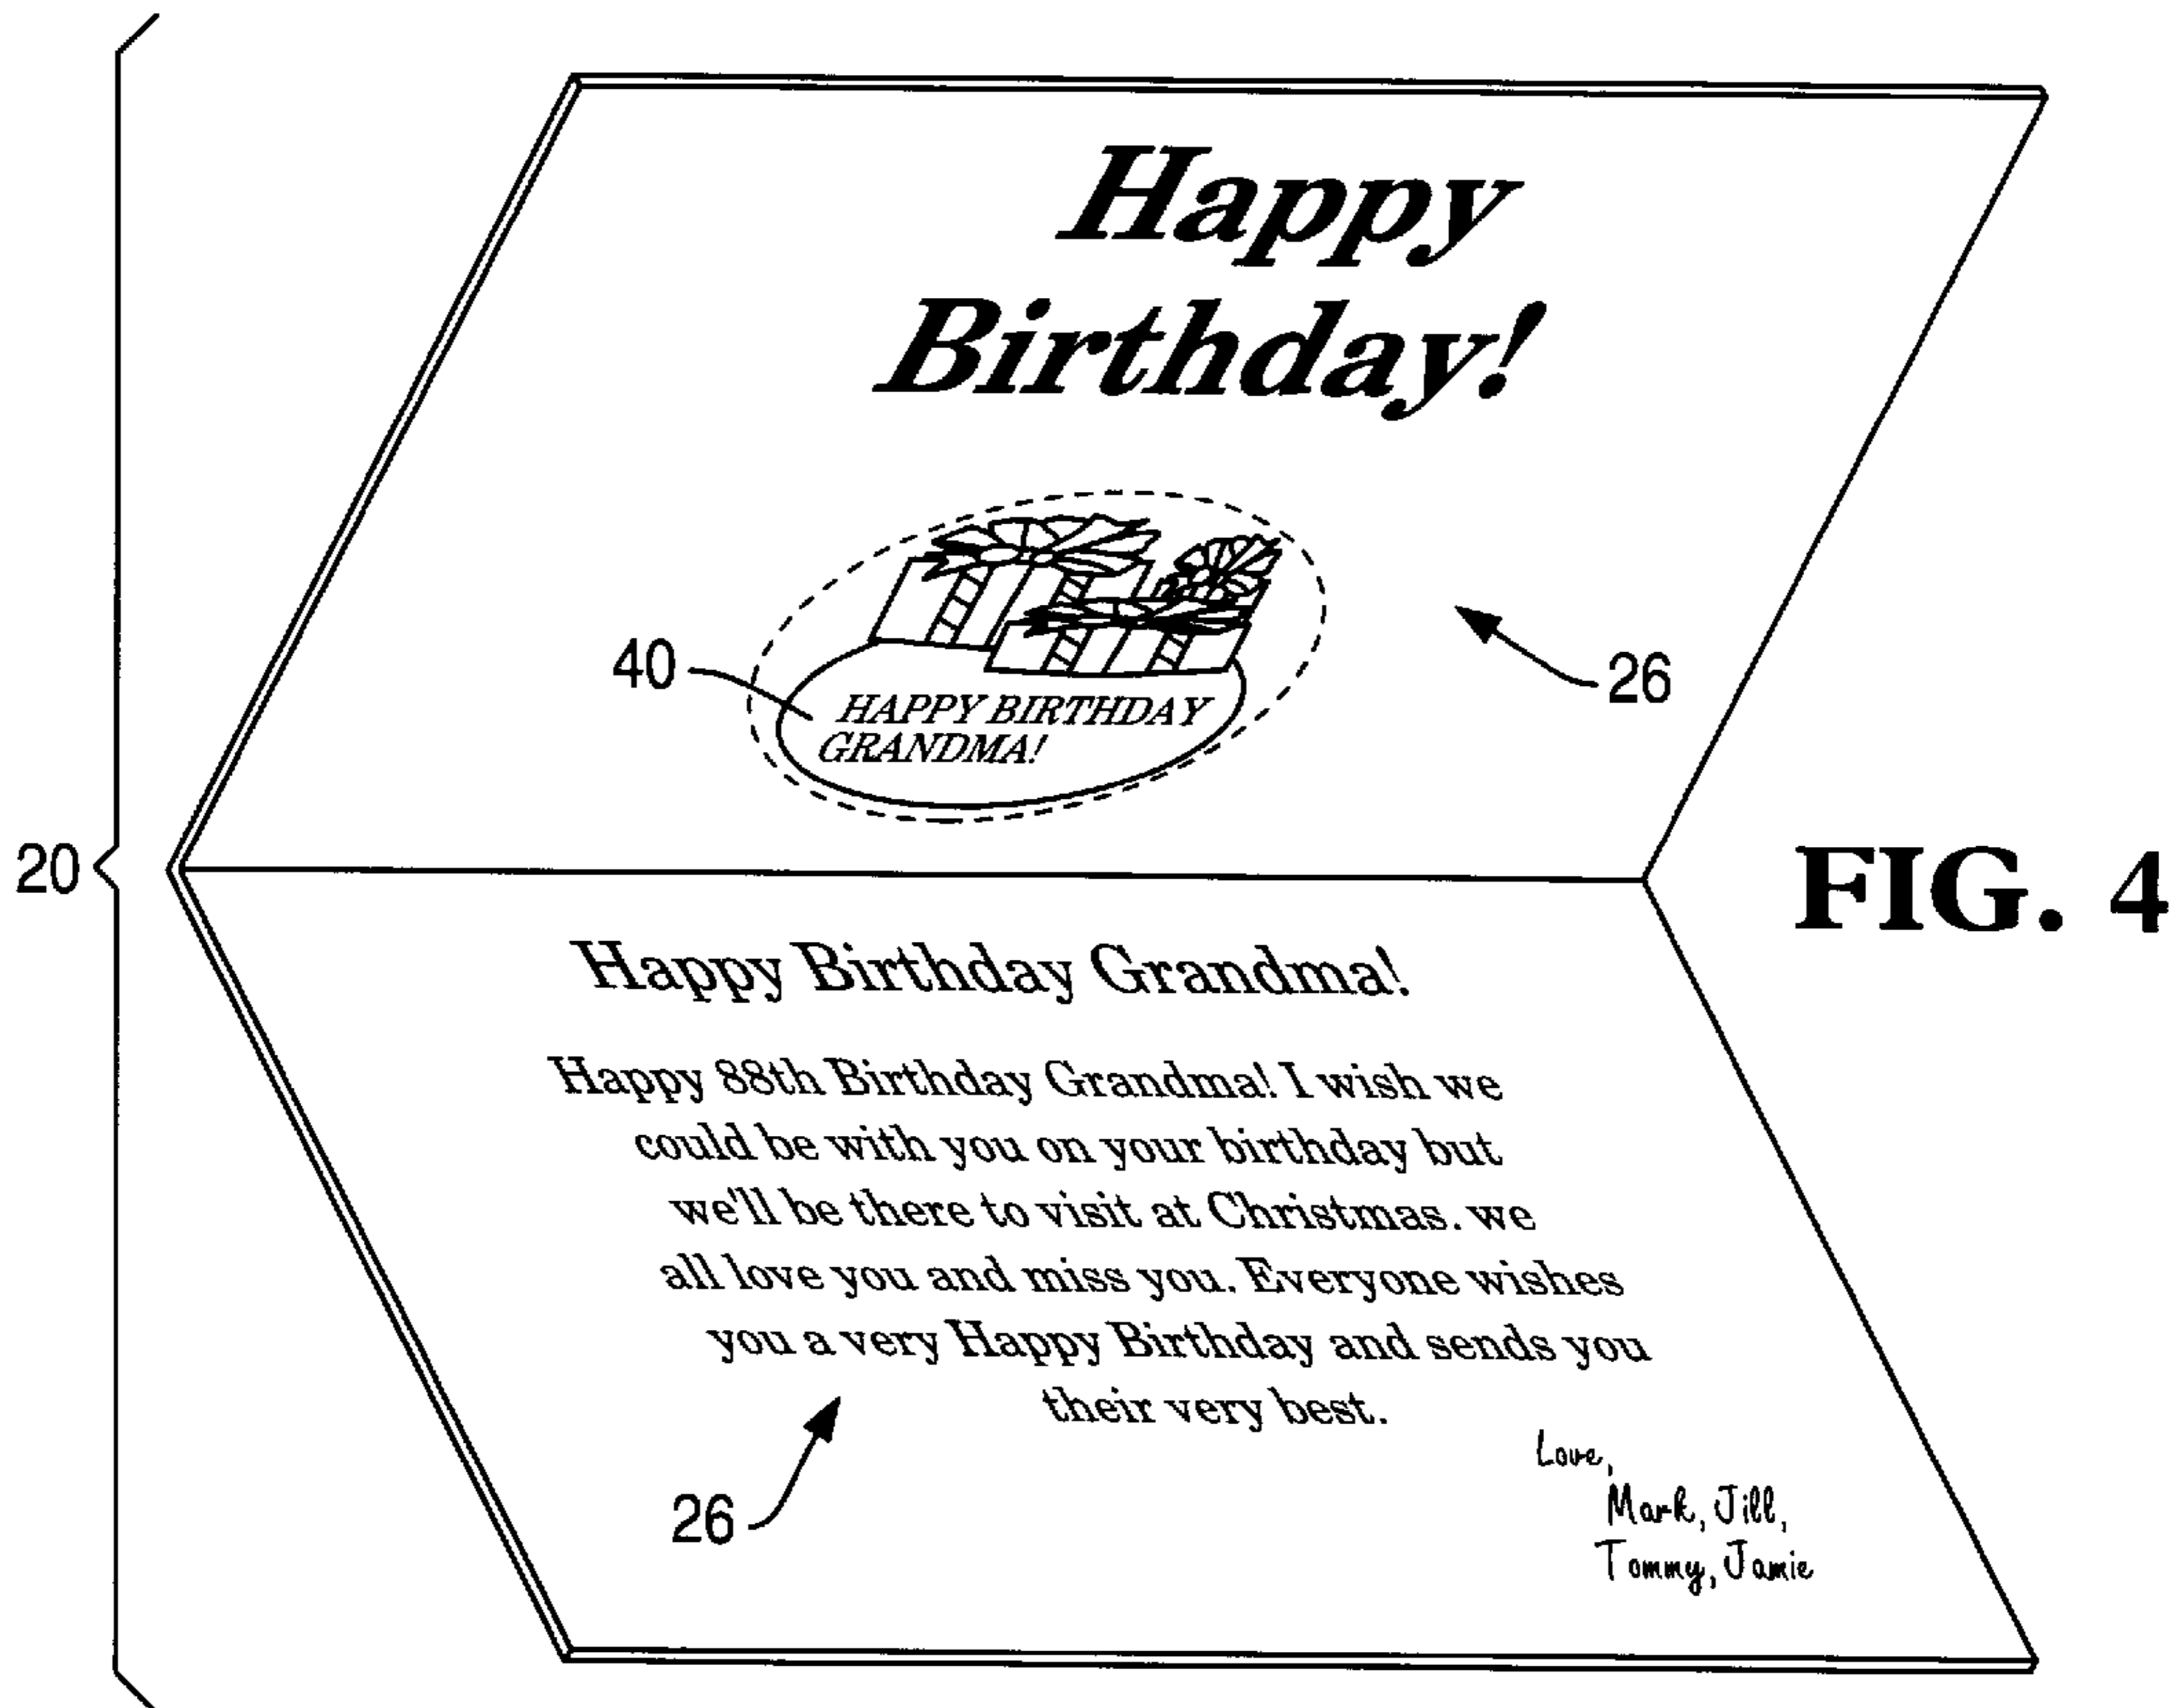 Happy
Birthday!
40
26
HAPPY BIRTHDAY
GRANDMA!
20
FIG. 4
Happy Birthday Grandma!
Happy 88th Birthday Grandma! I wish we
could be with you on your birthday but
we'll be there to visit at Christmas. we
all love you and miss you. Everyone wishes
you a very Happy Birthday and sends you
their very best.
Love,
26
Mark, Jill,
Tommy, Jamie